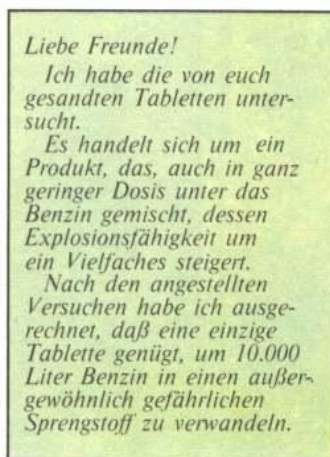 Liebe Freunde!
Ich habe die von euch
gesandten Tabletten unter-
sucht.
Es handelt sich um ein
Produkt, das, auch in ganz
geringer Dosis unter das
Benzin gemischt, dessen
Explosionsfähigkeit um
ein Vielfaches steigert.
Nach den angestellten
Versuchen habe ich ausge-
rechnet, daß eine einzige
Tablette genügt, um 10.000
Liter Benzin in einen außer-
gewöhnlich gefährlichen
Sprengstoff zu verwandeln.